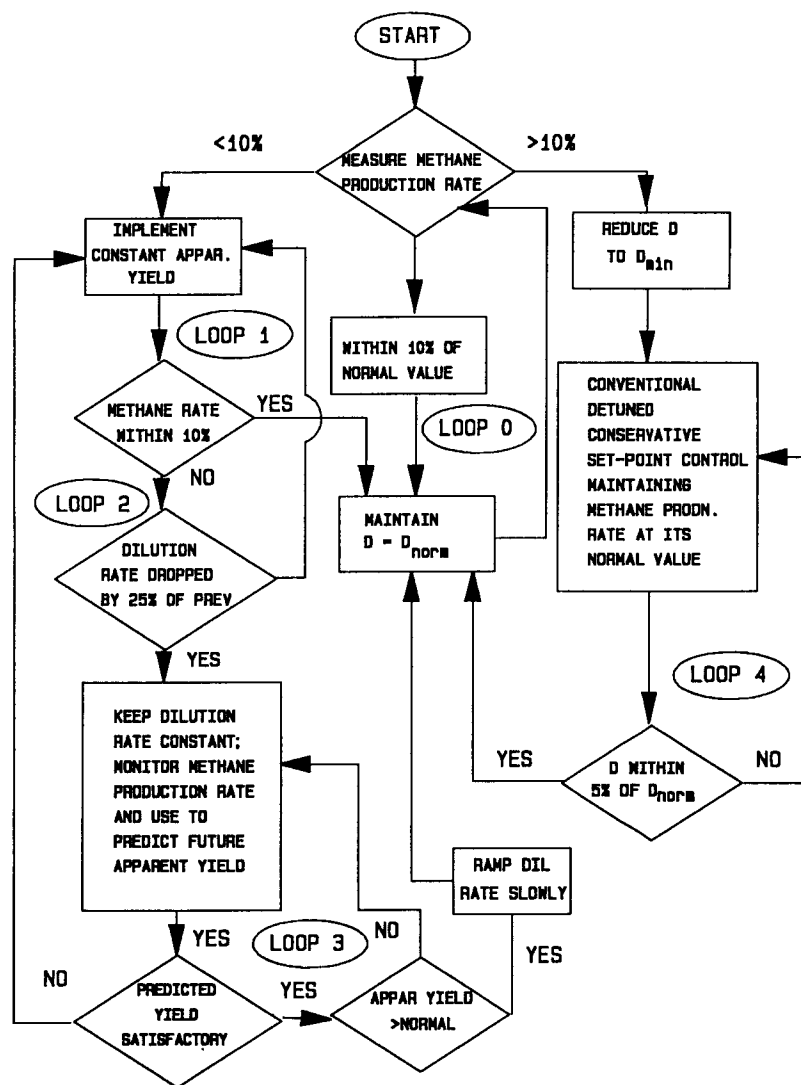 START
<10%
>10%
MEASURE METHANE
PRODUCTION RATE
IMPLEMENT
CONSTANT APPAR.
YIELD
REDUCE D
TO Dmin
LOOP 1
WITHIN 10% OF
NORMAL VALUE
METHANE RATE
WITHIN 10%
YES
NO
LOOP 0
CONVENTIONAL
DETUNED
CONSERVATIVE
SET-POINT CONTROL
MAINTAINING
METHANE PRODN.
RATE AT ITS
NORMAL VALUE
LOOP 2
MAINTAIN
D = Dnorm
DILUTION
RATE DROPPED
BY 25% OF PREV
YES
LOOP 4
KEEP DILUTION
RATE CONSTANT;
MONITOR METHANE
PRODUCTION RATE
AND USE TO
PREDICT FUTURE
APPARENT YIELD
YES
D WITHIN
5% OF Dnorm
NO
RAMP DIL
RATE SLOWLY
YES
LOOP 3
NO
YES
NO
PREDICTED
YIELD
SATISFACTORY
YES
APPAR YIELD
>NORMAL